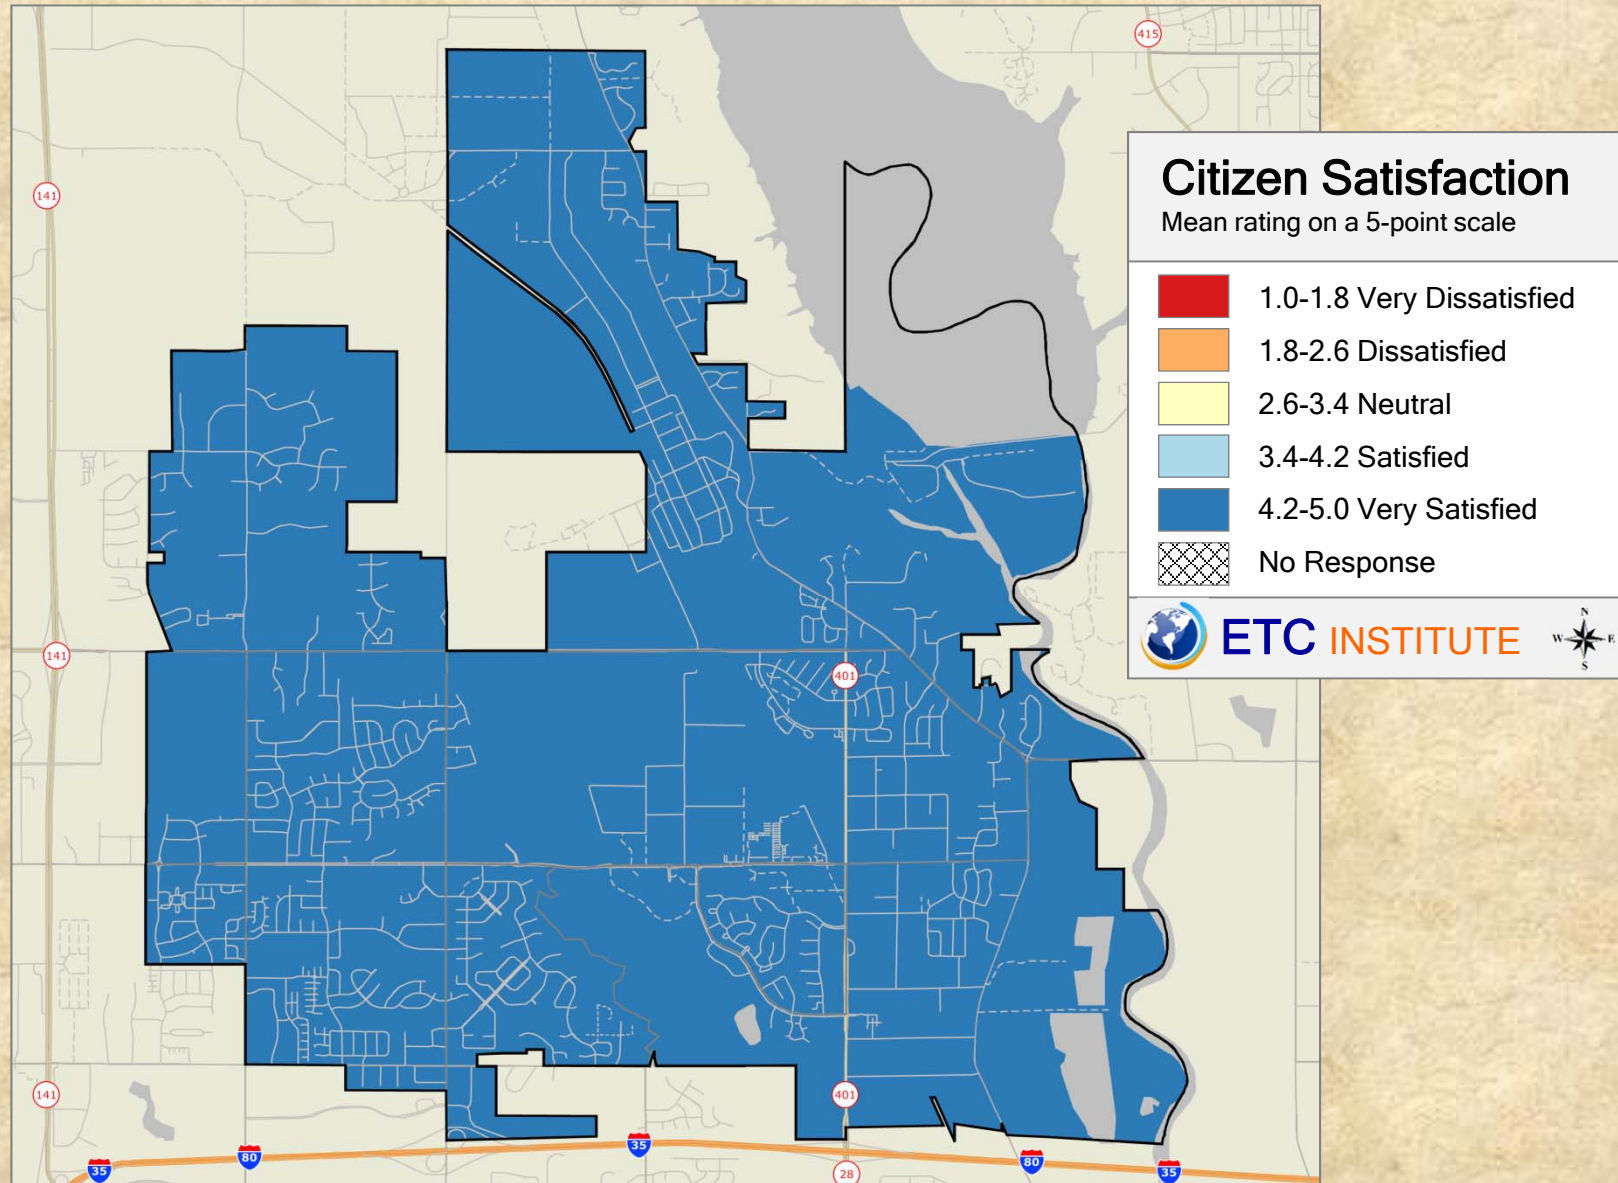 415
141
Citizen Satisfaction
Mean rating on a 5-point scale
1.0-1.8 Very Dissatisfied
1.8-2.6 Dissatisfied
2.6-3.4 Neutral
3.4-4.2 Satisfied
4.2-5.0 Very Satisfied
No Response
ETC INSTITUTE
N
W E
S
141
401
141
401
35
80
35
80
35
28